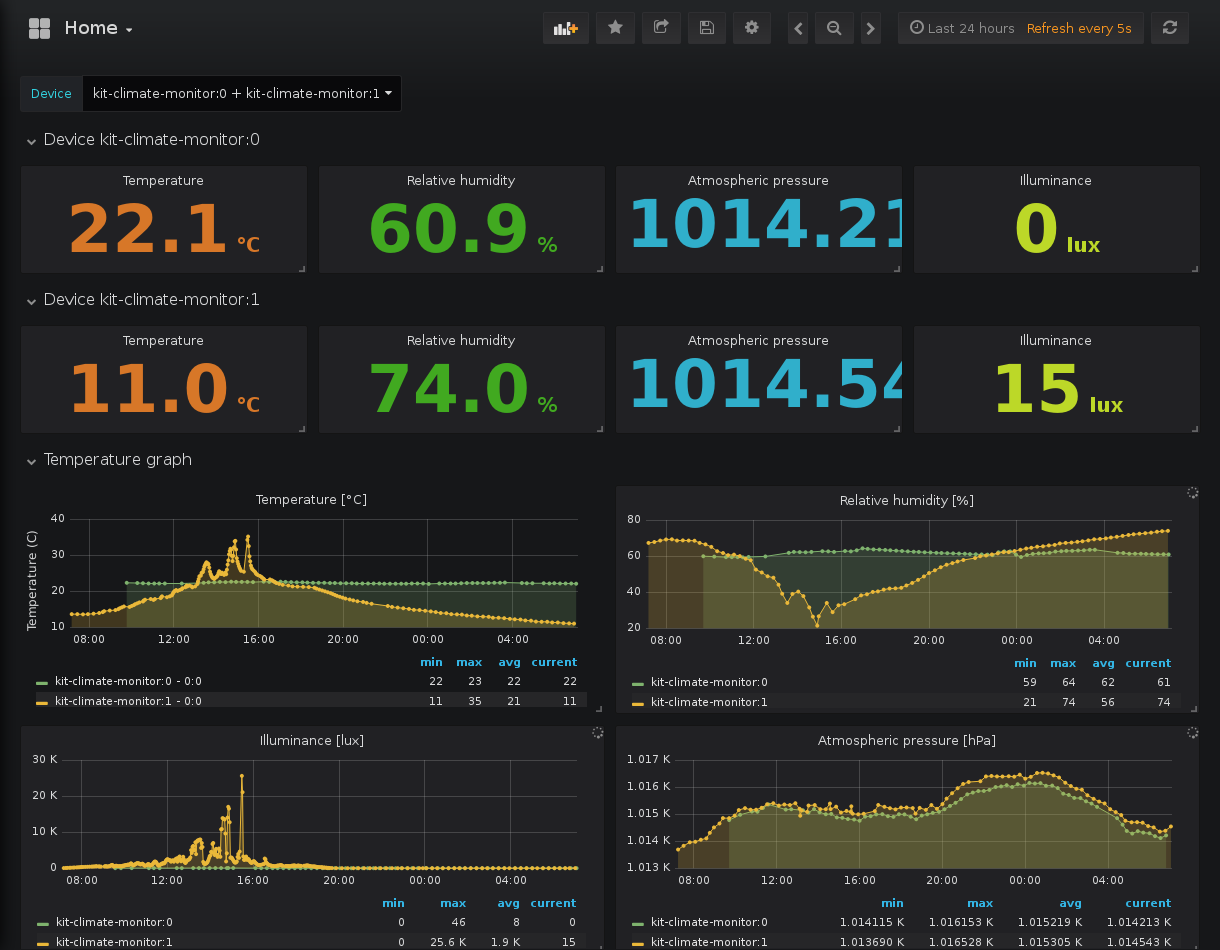 Home
Last 24 hours Refresh every 5s
Device kit-climate-monitor:0 + kit-climate-monitor:1
Device kit-climate-monitor:0
Temperature Relative humidity Atmospheric pressure Illuminance
22.1 °C 60.9 % 1014.21 0 lux
Device kit-climate-monitor:1
Temperature Relative humidity Atmospheric pressure Illuminance
11.0 °C 74.0 % 1014.54 15 lux
Temperature graph
Temperature [°C]
Temperature (C)
40
30
20
10
08:00 12:00 16:00 20:00 00:00 04:00
min max avg current
kit-climate-monitor:0 - 0:0 22 23 22 22
kit-climate-monitor:1 - 0:0 11 35 21 11
Relative humidity [%]
80
60
40
20
08:00 12:00 16:00 20:00 00:00 04:00
min max avg current
kit-climate-monitor:0 59 64 62 61
kit-climate-monitor:1 21 74 56 74
Illuminance [lux]
30 K
20 K
10 K
0
08:00 12:00 16:00 20:00 00:00 04:00
min max avg current
kit-climate-monitor:0 0 46 8 0
kit-climate-monitor:1 0 25.6 K 1.9 K 15
Atmospheric pressure [hPa]
1.017 K
1.016 K
1.015 K
1.014 K
1.013 K
08:00 12:00 16:00 20:00 00:00 04:00
min max avg current
kit-climate-monitor:0 1.014115 K 1.016153 K 1.015219 K 1.014213 K
kit-climate-monitor:1 1.013690 K 1.016528 K 1.015305 K 1.014543 K